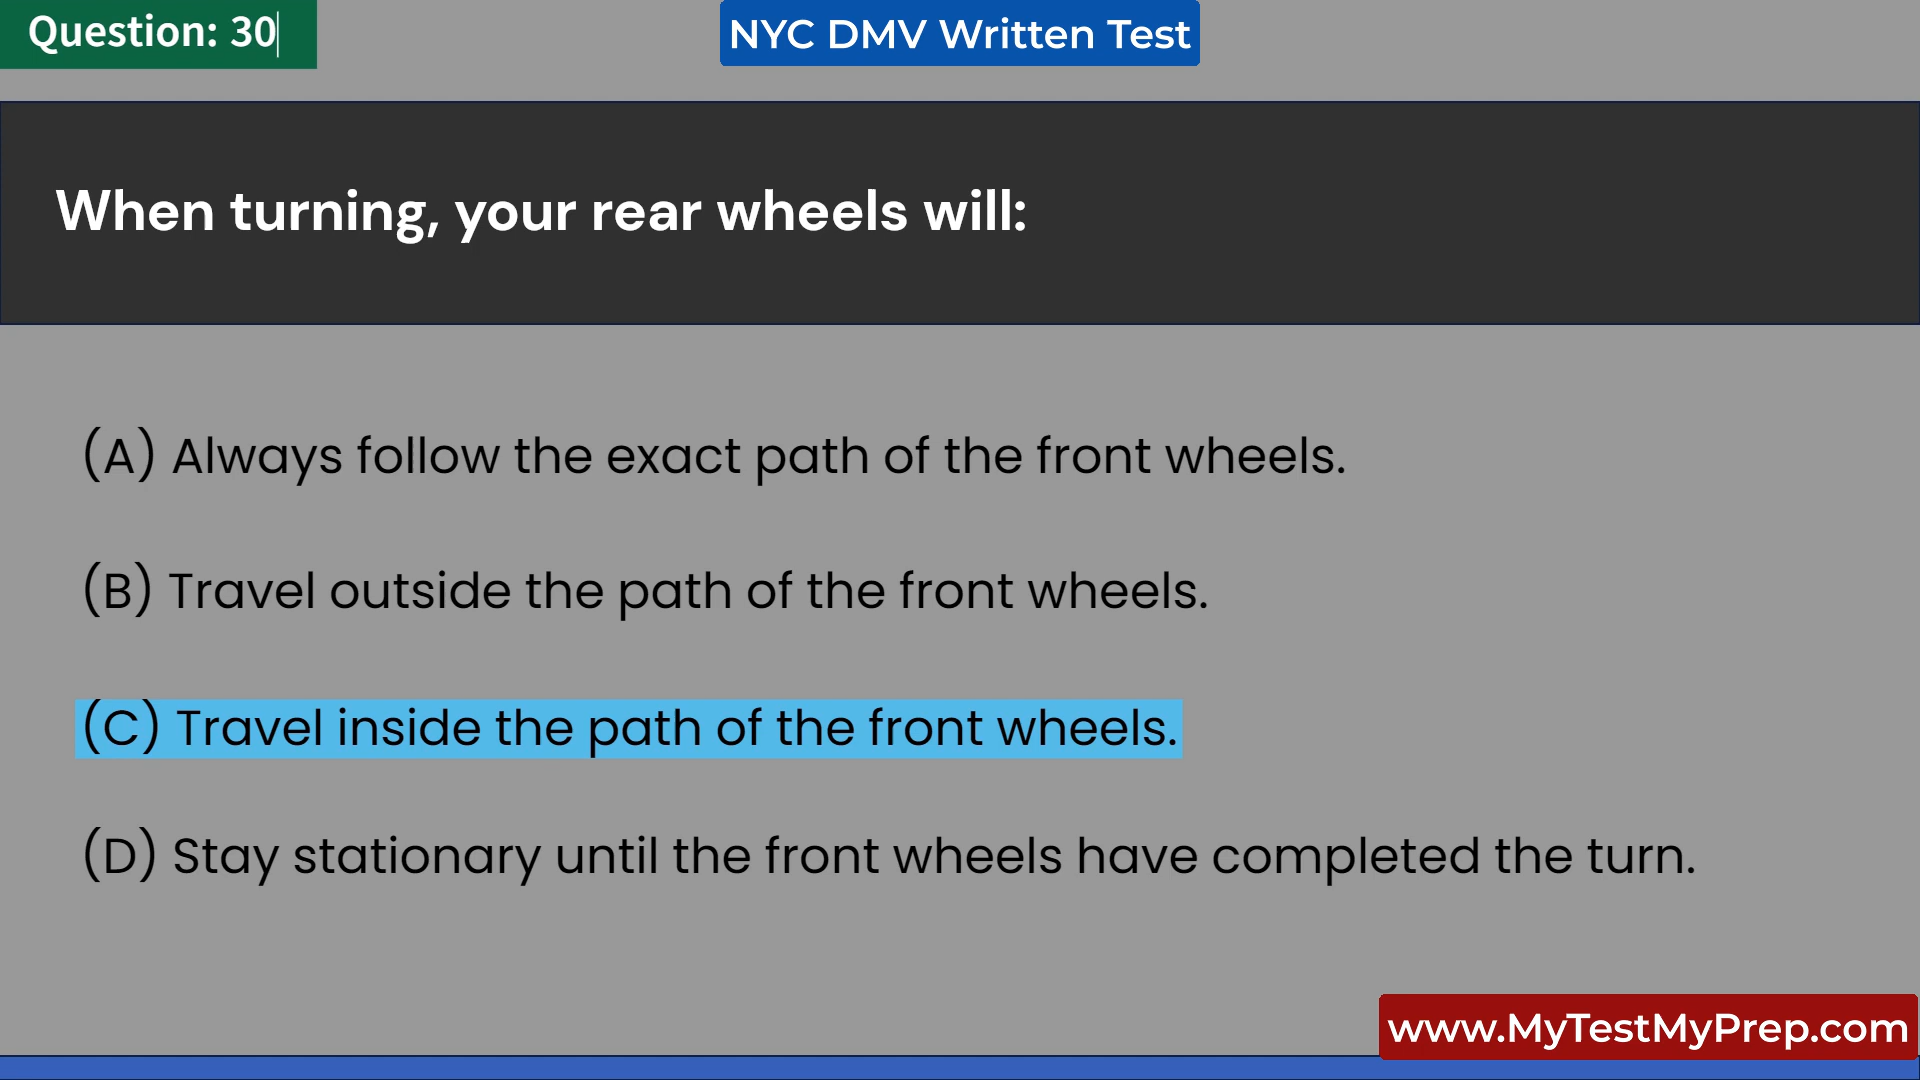 Question: 30
NYC DMV Written Test
When turning, your rear wheels will:
(A) Always follow the exact path of the front wheels.
(B) Travel outside the path of the front wheels.
(C) Travel inside the path of the front wheels.
(D) Stay stationary until the front wheels have completed the turn.
www.MyTestMyPrep.com